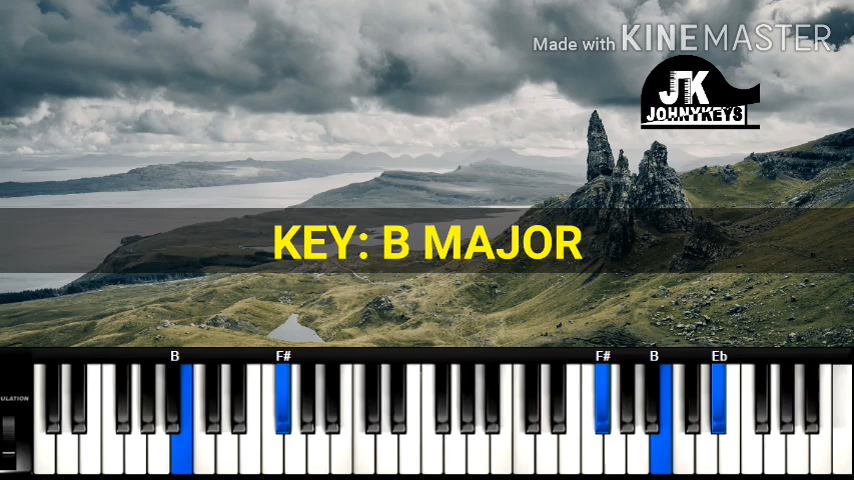 Made with KINEMASTER
JK
JOHNYKEYS
KEY: B MAJOR
B F# F# B Eb
ULATION